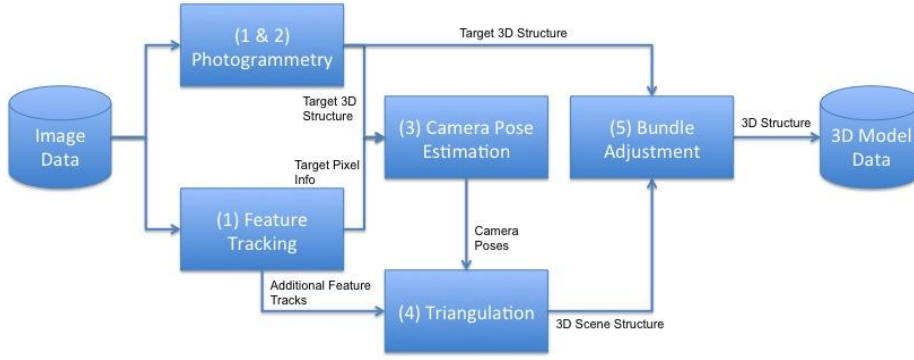 (1 & 2)
Photogrammetry
Target 3D Structure
Target 3D
Structure
Image
Data
(3) Camera Pose
Estimation
(5) Bundle
Adjustment
3D Structure
3D Model
Data
Target Pixel
Info
(1) Feature
Tracking
Camera
Poses
Additional Feature
Tracks
(4) Triangulation
3D Scene Structure